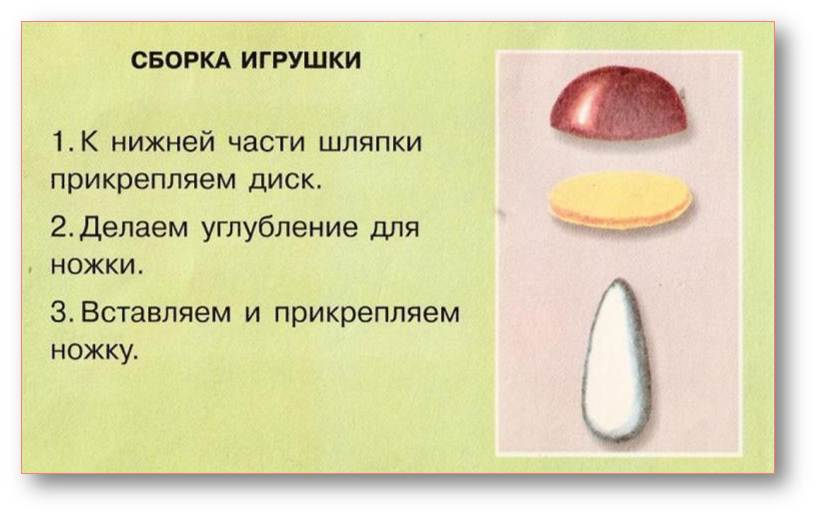 СБОРКА ИГРУШКИ
1. К нижней части шляпки
прикрепляем диск.
2. Делаем углубление для
ножки.
3. Вставляем и прикрепляем
ножку.